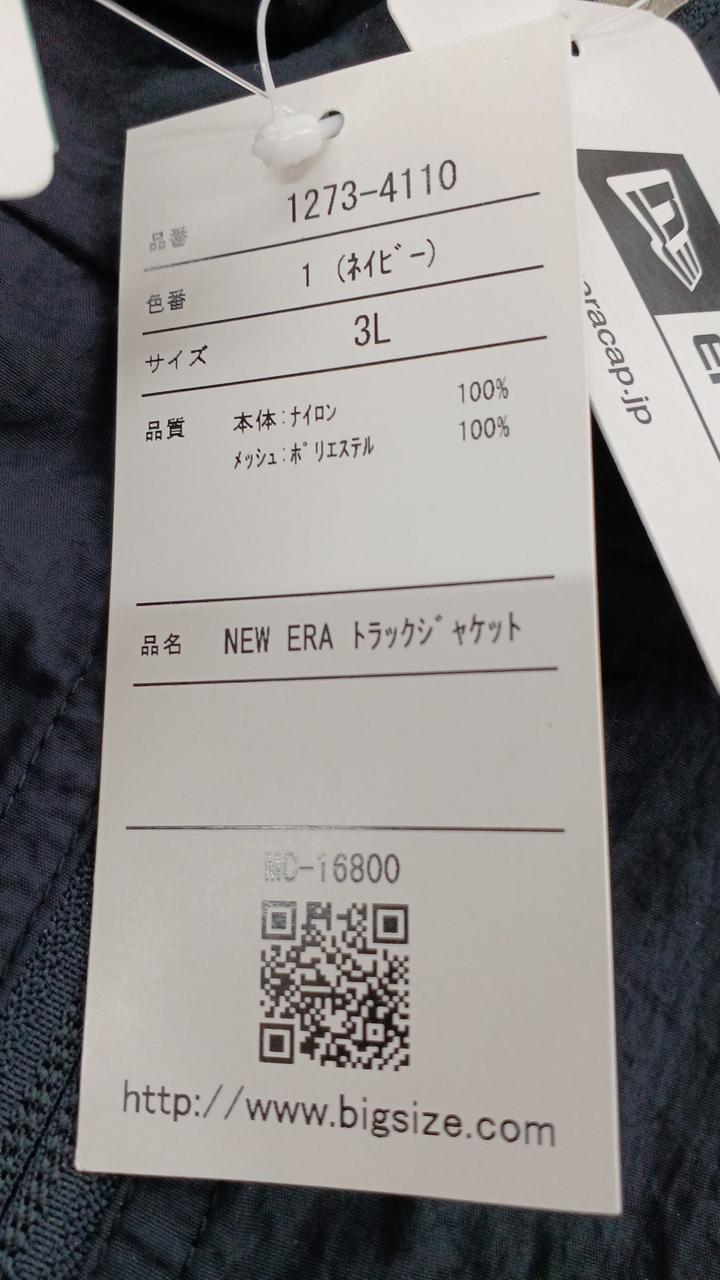 品番 1273-4110
色番 1 (ﾈｲﾋﾞｰ)
サイズ 3L
品質 本体:ﾅｲﾛﾝ 100%
ﾒｯｼｭ:ﾎﾟﾘｴｽﾃﾙ 100%
品名 NEW ERA ﾄﾗｯｸｼﾞｬｹｯﾄ
MC-16800
http://www.bigsize.com
racap.jp